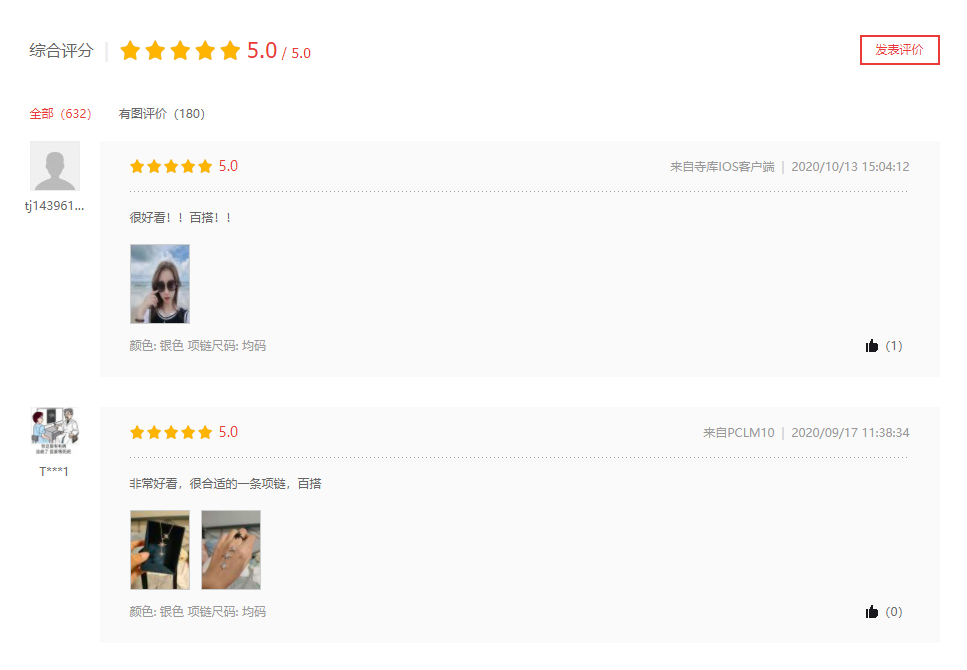 综合评分 5.0 / 5.0
发表评价
全部（632） 有图评价（180）
5.0 来自寺库IOS客户端 | 2020/10/13 15:04:12
tj143961...
很好看！！百搭！！
颜色: 银色 项链尺码: 均码 (1)
5.0 来自PCLM10 | 2020/09/17 11:38:34
T***1
非常好看，很合适的一条项链，百搭
颜色: 银色 项链尺码: 均码 (0)